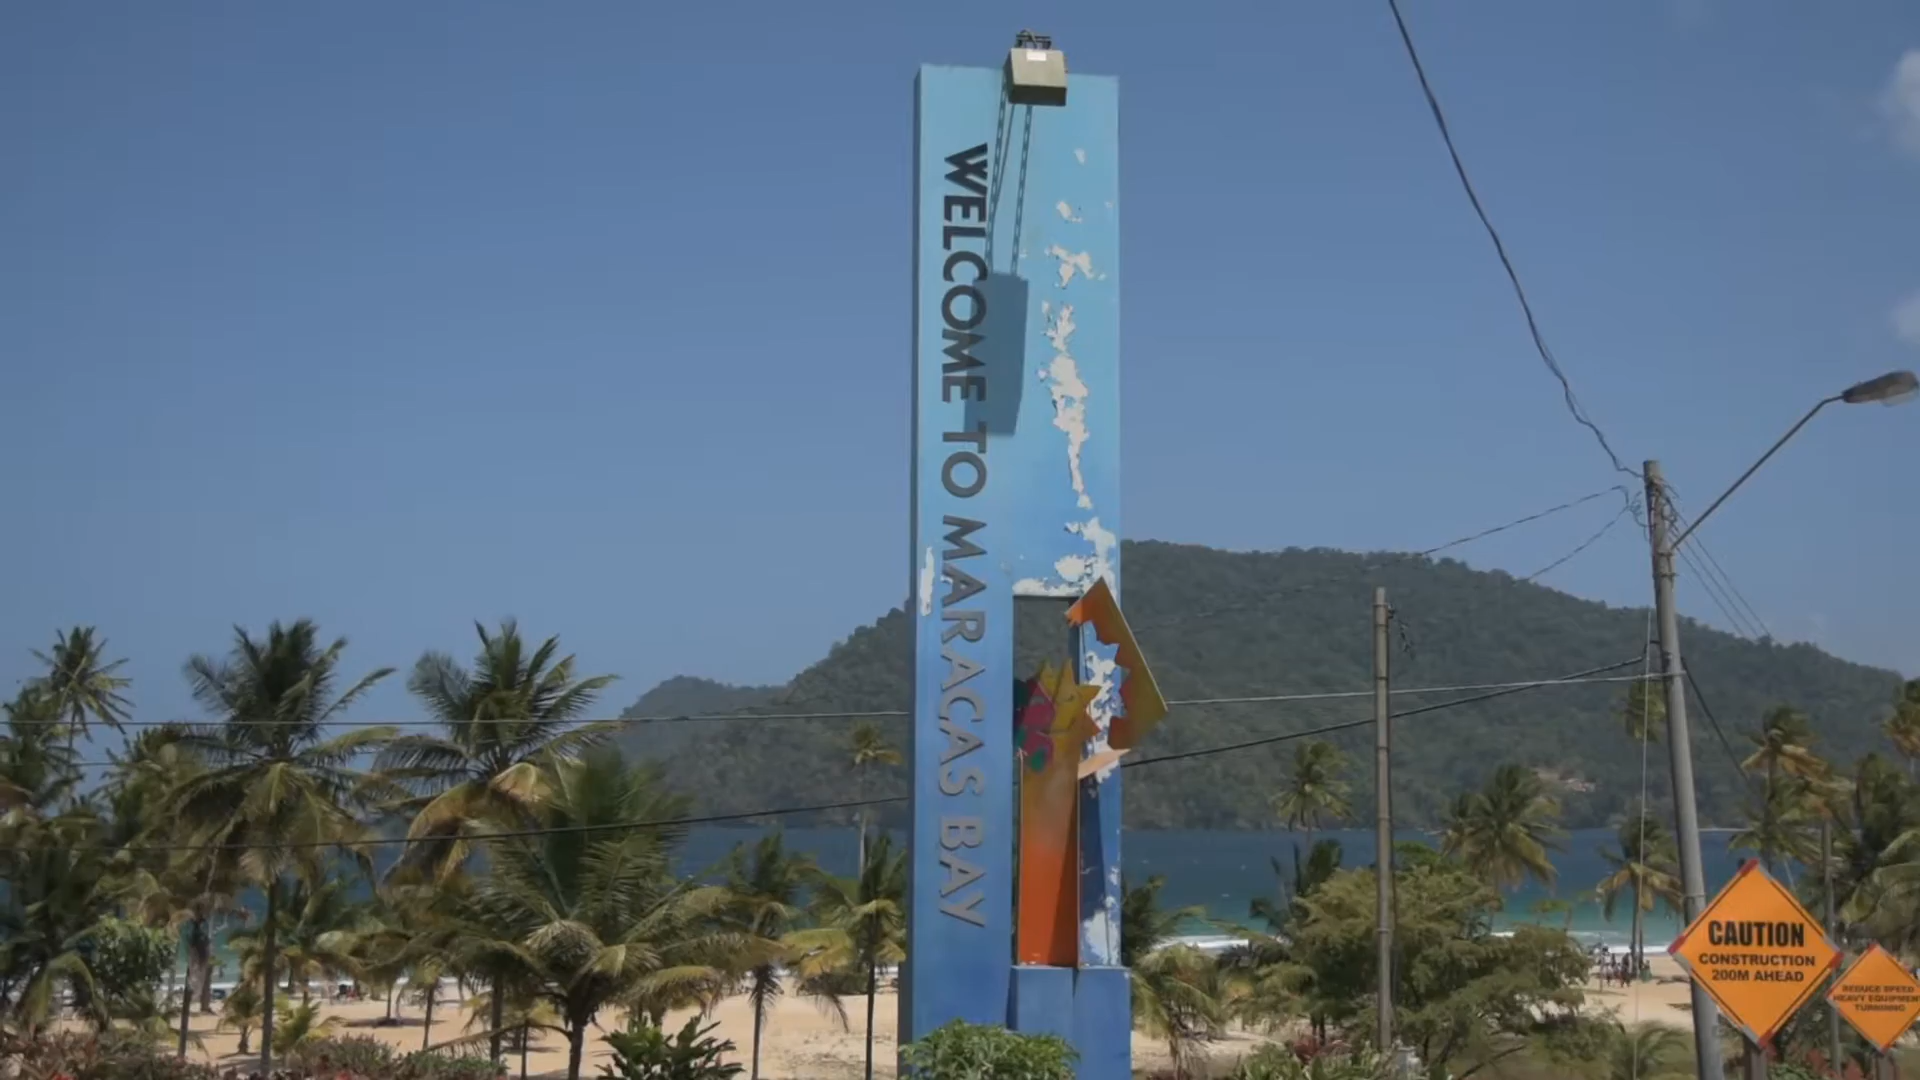 WELCOME TO MARACAS BAY
CAUTION
CONSTRUCTION
200M AHEAD
REDUCE SPEED
HEAVY EQUIPMENT
TURNING